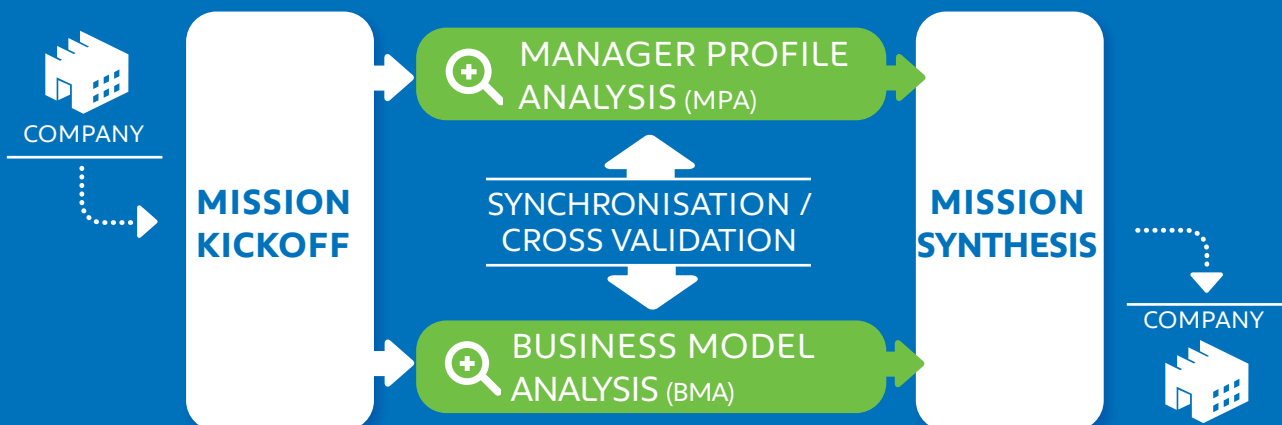 COMPANY
MISSION
KICKOFF
MANAGER PROFILE
ANALYSIS (MPA)
SYNCHRONISATION /
CROSS VALIDATION
BUSINESS MODEL
ANALYSIS (BMA)
MISSION
SYNTHESIS
COMPANY